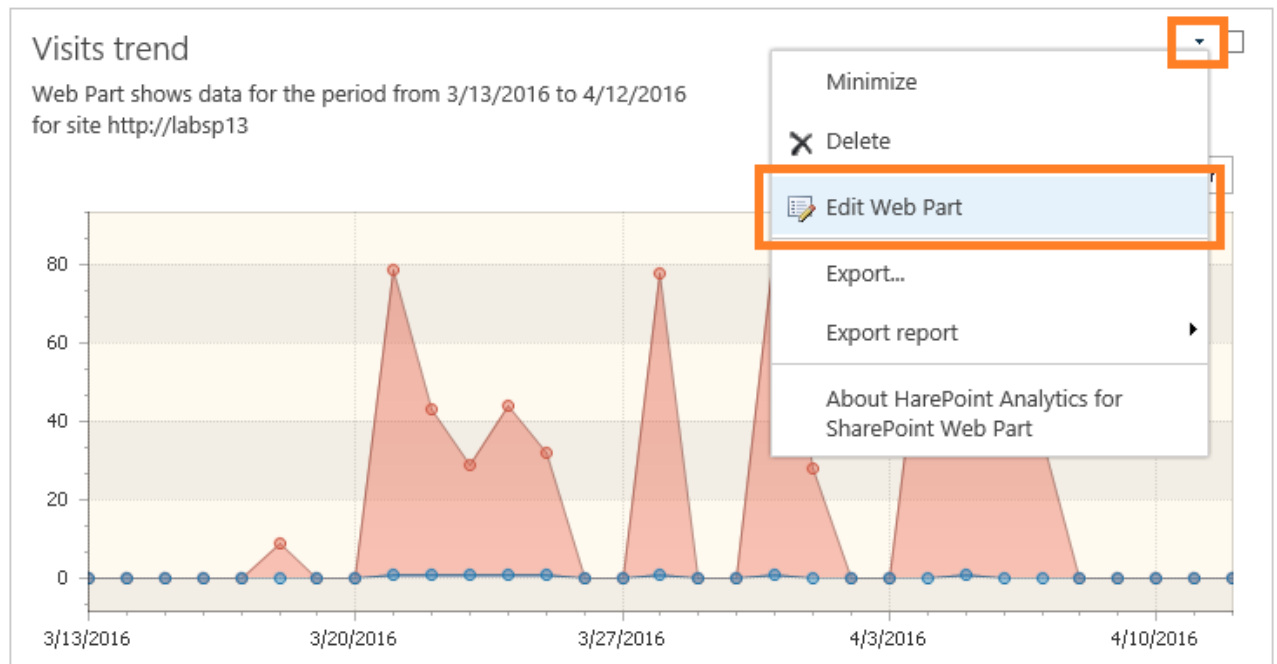 Visits trend
Web Part shows data for the period from 3/13/2016 to 4/12/2016
for site http://labsp13
Minimize
Delete
Edit Web Part
Export...
Export report
About HarePoint Analytics for
SharePoint Web Part
80
60
40
20
0
3/13/2016 3/20/2016 3/27/2016 4/3/2016 4/10/2016